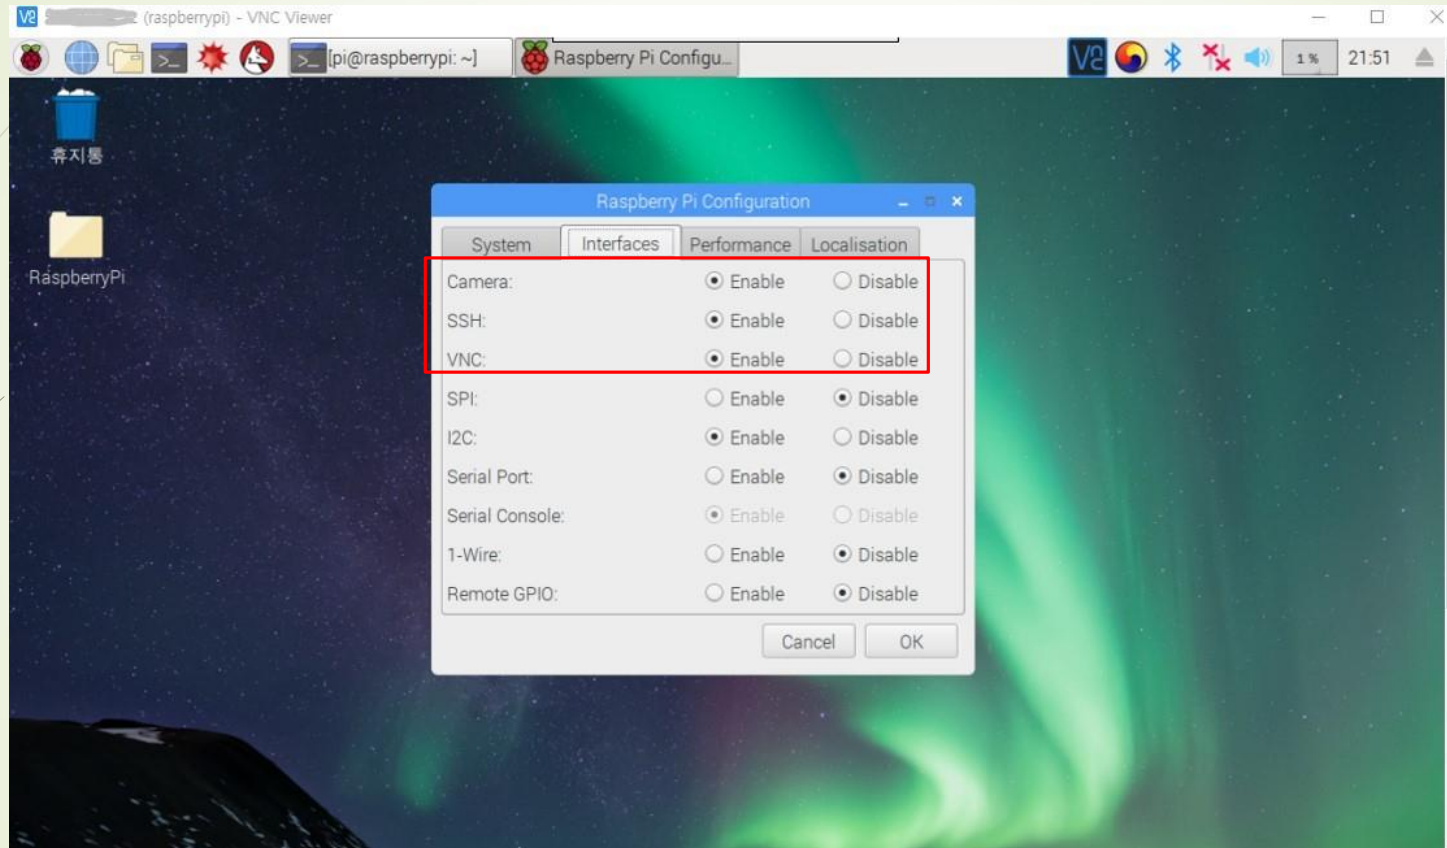 (raspberrypi) - VNC Viewer
[pi@raspberrypi: ~]
Raspberry Pi Configu...
1 %
21:51
휴지통
RaspberryPi
Raspberry Pi Configuration
System Interfaces Performance Localisation
Camera: Enable Disable
SSH: Enable Disable
VNC: Enable Disable
SPI: Enable Disable
I2C: Enable Disable
Serial Port: Enable Disable
Serial Console: Enable Disable
1-Wire: Enable Disable
Remote GPIO: Enable Disable
Cancel OK